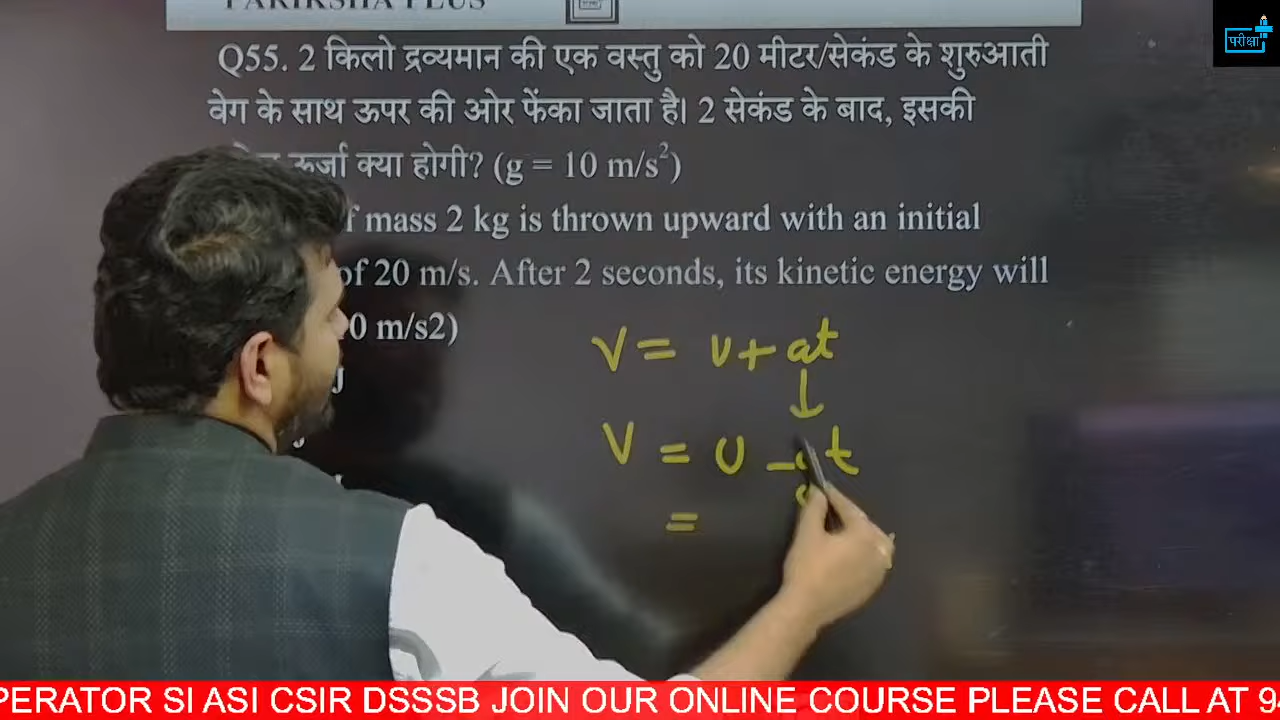 PARIKSHA PLUS
परीक्षा
Q55. 2 किलो द्रव्यमान की एक वस्तु को 20 मीटर/सेकंड के शुरुआती
वेग के साथ ऊपर की ओर फेंका जाता है। 2 सेकंड के बाद, इसकी
ऊर्जा क्या होगी? (g = 10 m/s²)
mass 2 kg is thrown upward with an initial
of 20 m/s. After 2 seconds, its kinetic energy will
0 m/s2)
V = u + at
J
V = U - gt
=
PERATOR SI ASI CSIR DSSSB JOIN OUR ONLINE COURSE PLEASE CALL AT 9